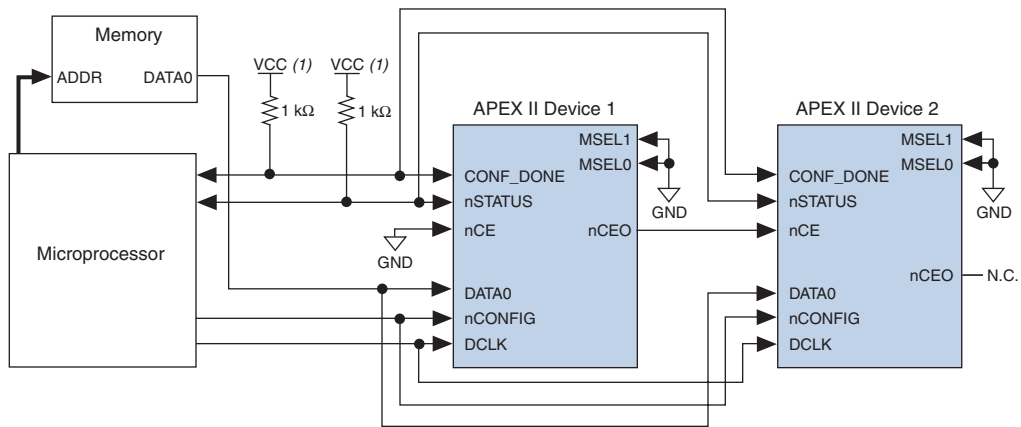 Memory
ADDR DATA0
VCC (1) VCC (1)
1 kΩ 1 kΩ
Microprocessor
APEX II Device 1
MSEL1
MSEL0
CONF_DONE
nSTATUS
nCE
nCEO
DATA0
nCONFIG
DCLK
GND
GND
APEX II Device 2
MSEL1
MSEL0
CONF_DONE
nSTATUS
nCE
nCEO N.C.
DATA0
nCONFIG
DCLK
GND